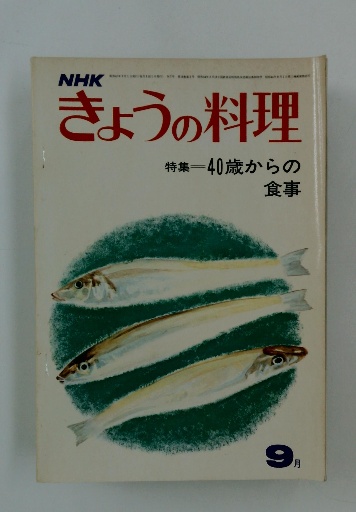 NHK
きょうの料理
特集=40歳からの
食事
9月